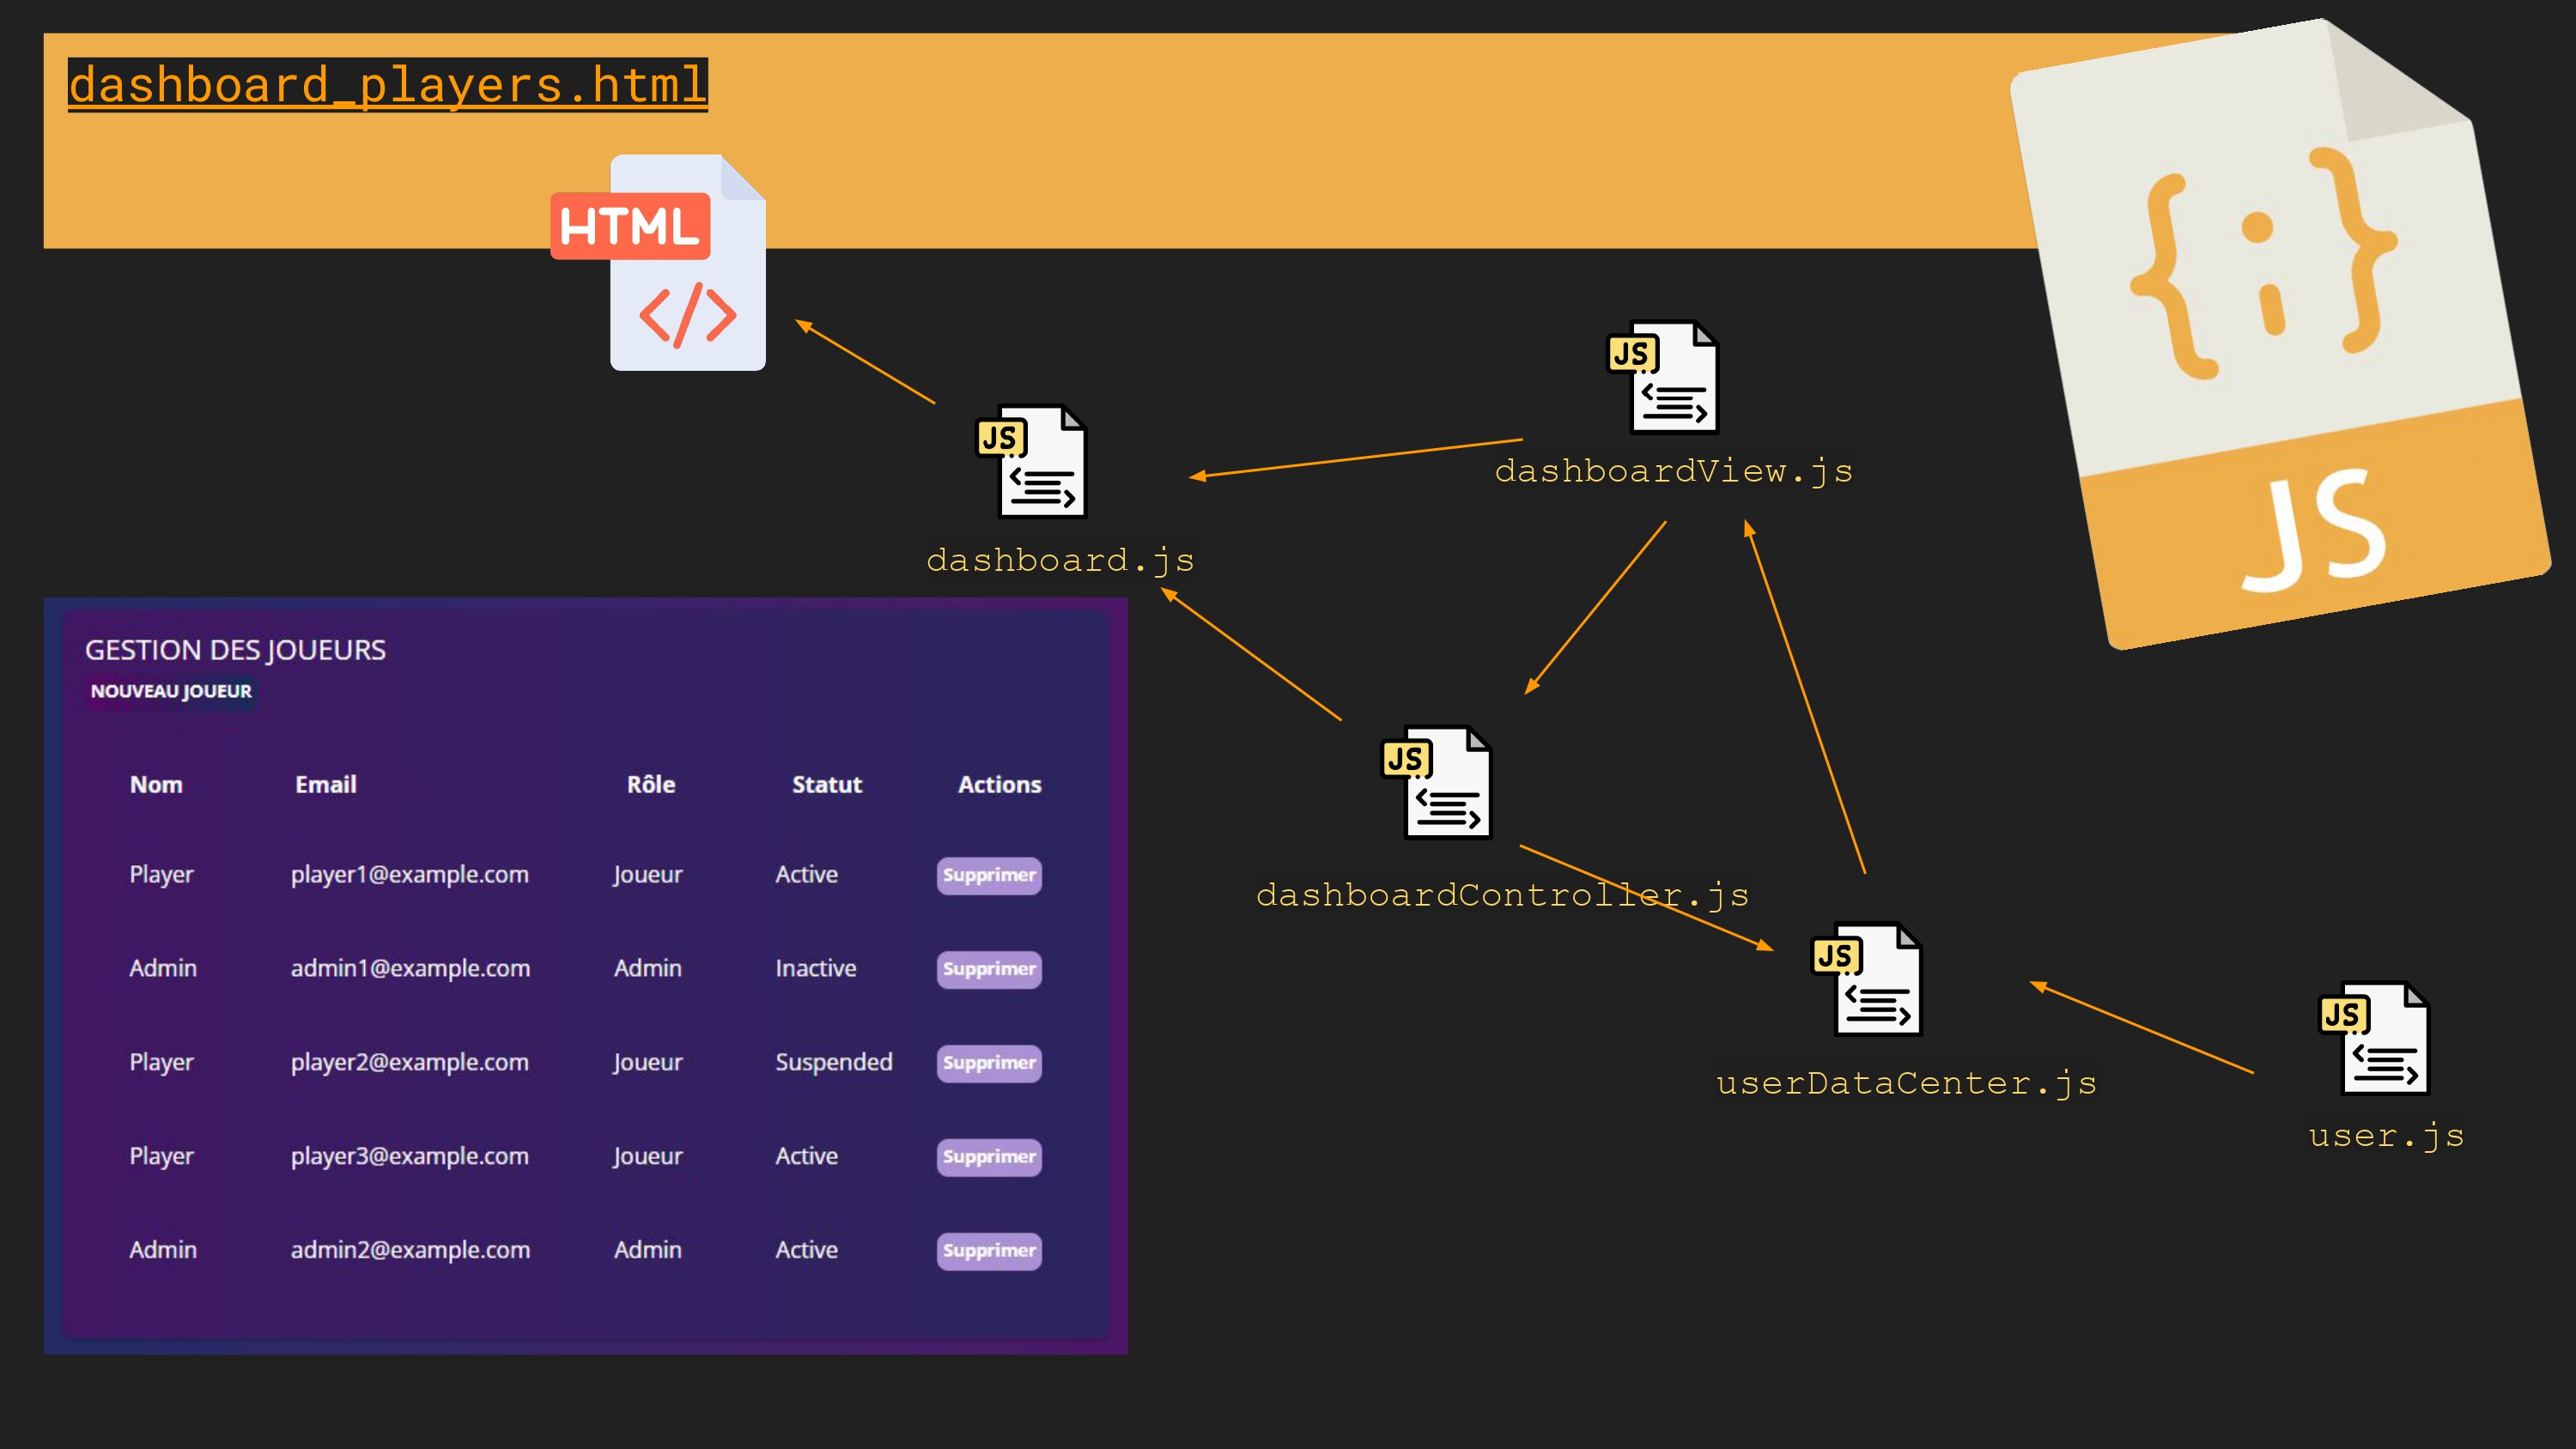 dashboard_players.html
HTML
</>
{;}
JS
JS
dashboardView.js
JS
dashboard.js
JS
dashboardController.js
JS
userDataCenter.js
JS
user.js
GESTION DES JOUEURS
NOUVEAU JOUEUR
Nom Email Rôle Statut Actions
Player player1@example.com Joueur Active Supprimer
Admin admin1@example.com Admin Inactive Supprimer
Player player2@example.com Joueur Suspended Supprimer
Player player3@example.com Joueur Active Supprimer
Admin admin2@example.com Admin Active Supprimer